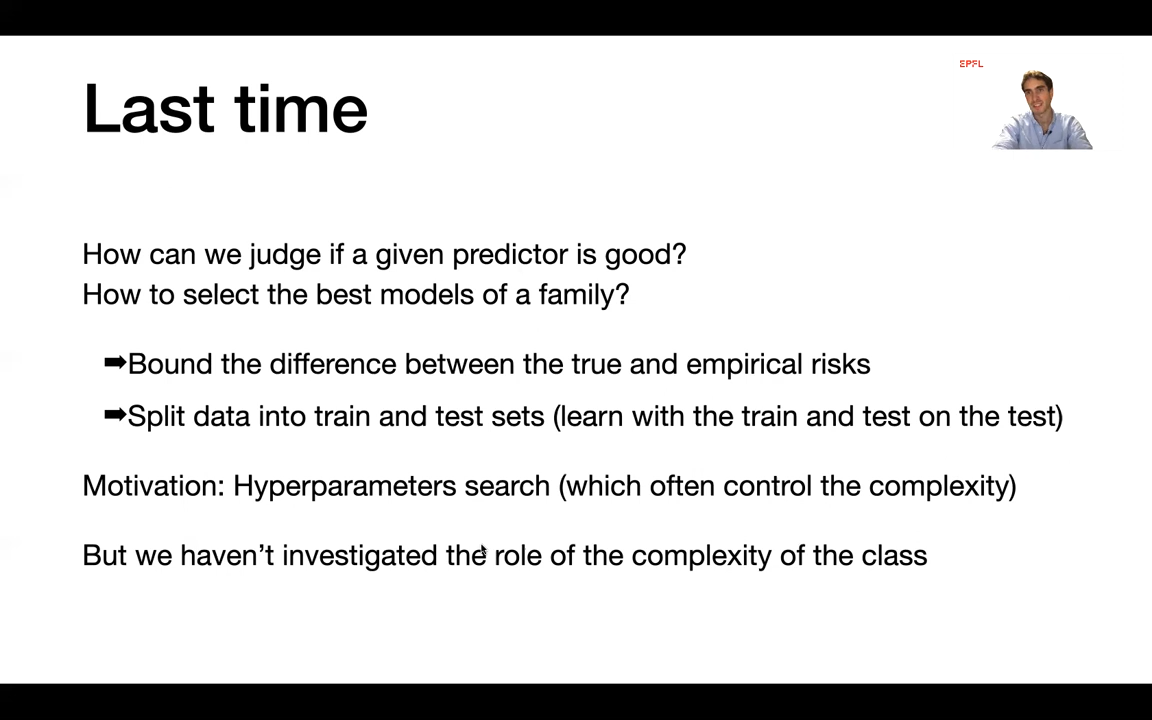 EPFL
Last time
How can we judge if a given predictor is good?
How to select the best models of a family?
➡Bound the difference between the true and empirical risks
➡Split data into train and test sets (learn with the train and test on the test)
Motivation: Hyperparameters search (which often control the complexity)
But we haven’t investigated the role of the complexity of the class